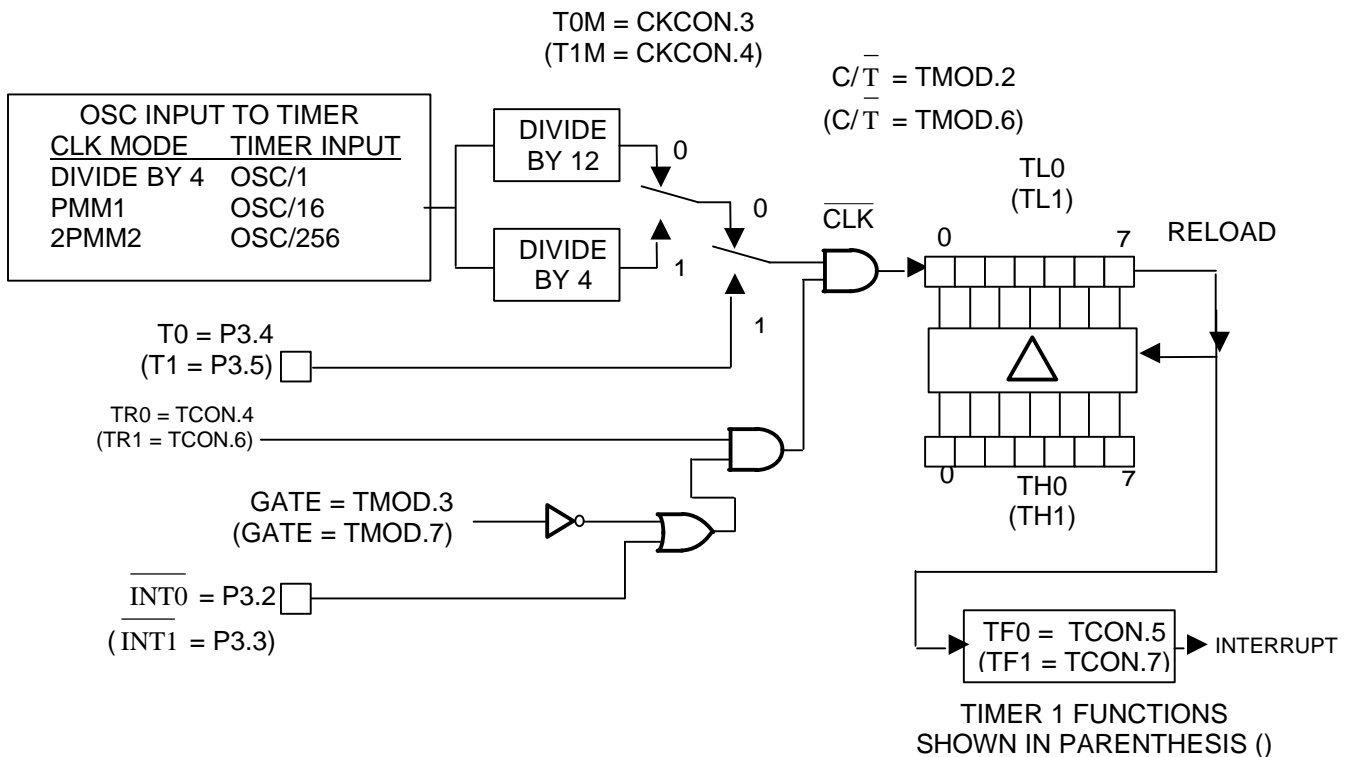 T0M = CKCON.3
(T1M = CKCON.4)
C/T̅ = TMOD.2
(C/T̅ = TMOD.6)
OSC INPUT TO TIMER
CLK MODE TIMER INPUT
DIVIDE BY 4 OSC/1
PMM1 OSC/16
2PMM2 OSC/256
DIVIDE
BY 12
0
DIVIDE
BY 4
1
0
1
C̅L̅K̅
TL0
(TL1)
0 7
RELOAD
T0 = P3.4
(T1 = P3.5)
TR0 = TCON.4
(TR1 = TCON.6)
0 7
TH0
(TH1)
GATE = TMOD.3
(GATE = TMOD.7)
I̅N̅T̅0̅ = P3.2
(I̅N̅T̅1̅ = P3.3)
TF0 = TCON.5
(TF1 = TCON.7)
INTERRUPT
TIMER 1 FUNCTIONS
SHOWN IN PARENTHESIS ()